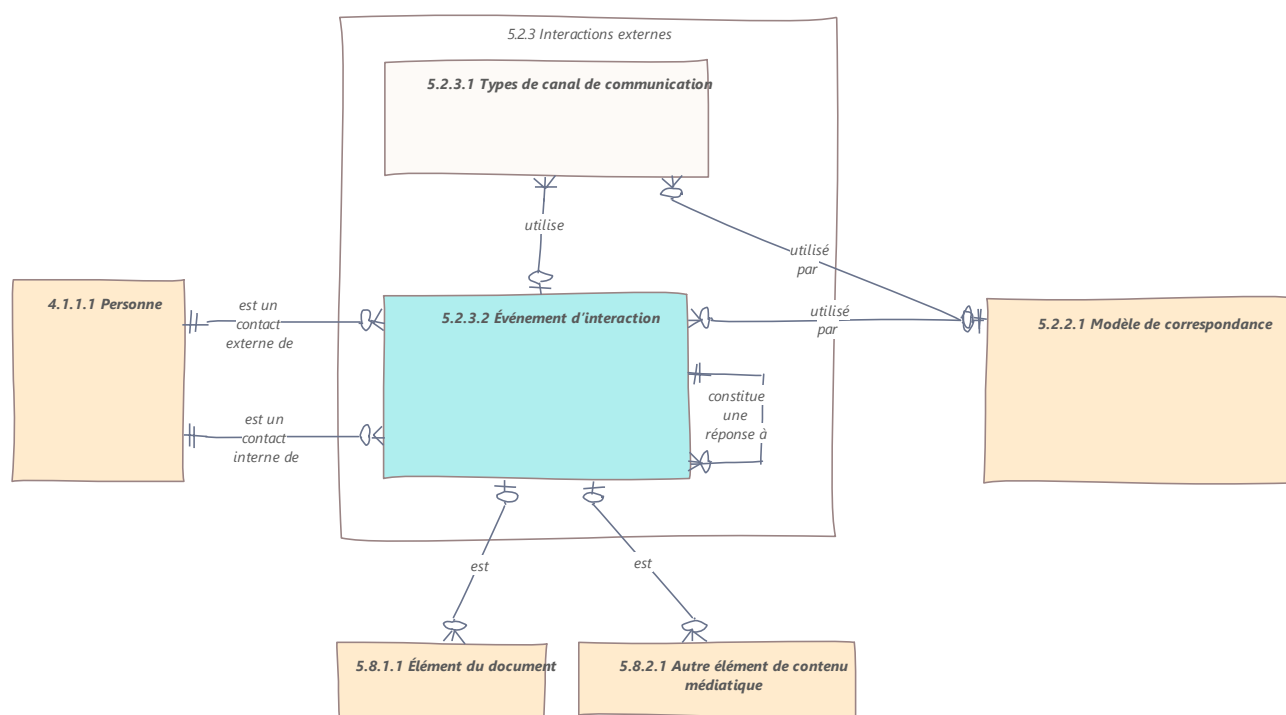 5.2.3 Interactions externes
5.2.3.1 Types de canal de communication
utilise
utilisé
par
4.1.1.1 Personne
est un
contact
externe de
5.2.3.2 Événement d'interaction
utilisé
par
5.2.2.1 Modèle de correspondance
constitue
une
réponse à
est un
contact
interne de
est
est
5.8.1.1 Élément du document
5.8.2.1 Autre élément de contenu
médiatique